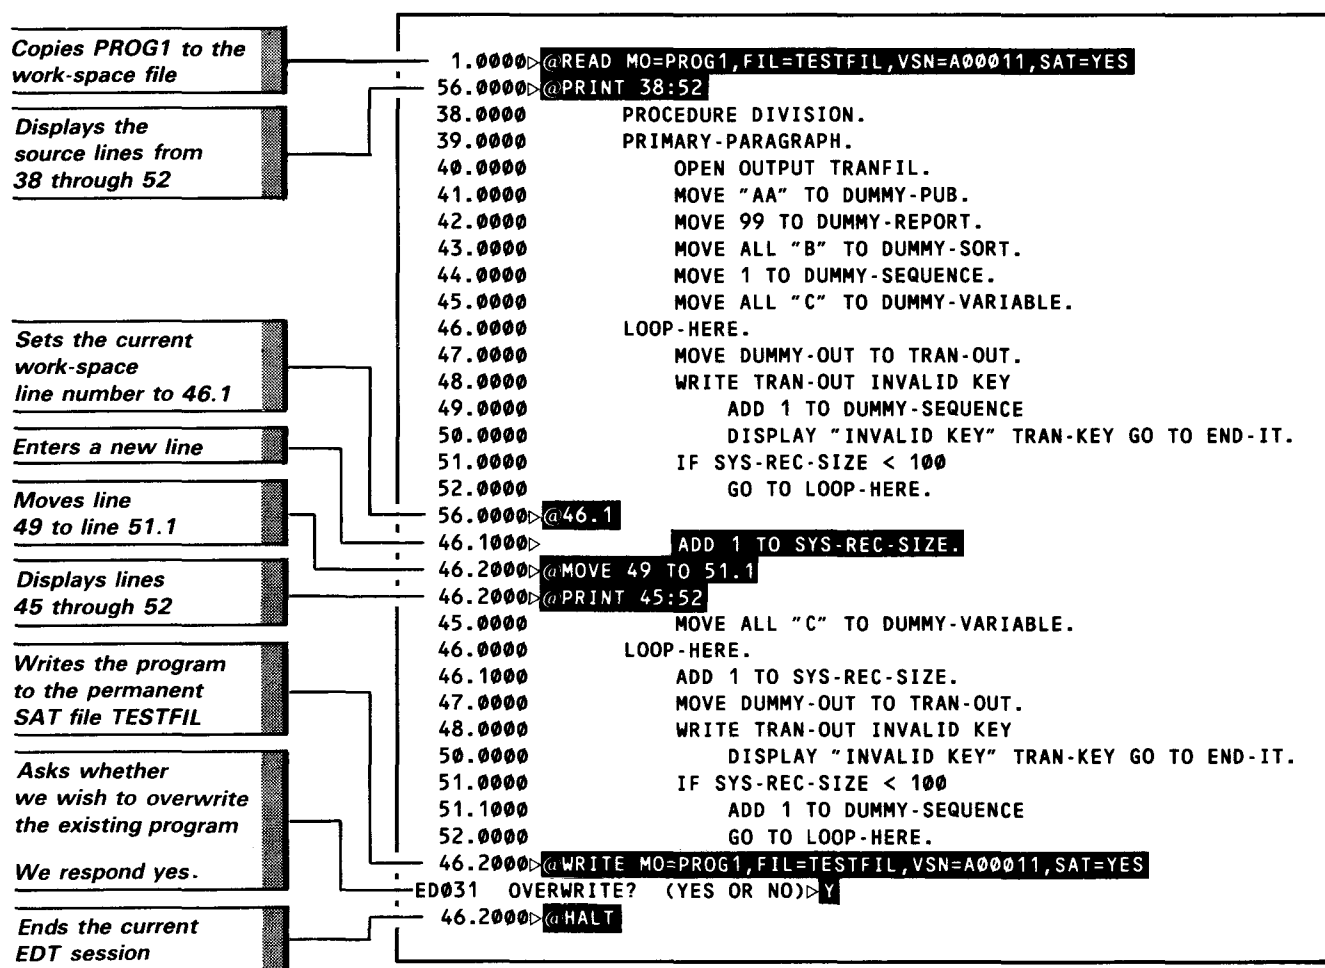 Copies PROG1 to the
work-space file
Displays the
source lines from
38 through 52
Sets the current
work-space
line number to 46.1
Enters a new line
Moves line
49 to line 51.1
Displays lines
45 through 52
Writes the program
to the permanent
SAT file TESTFIL
Asks whether
we wish to overwrite
the existing program
We respond yes.
Ends the current
EDT session
1.0000▷@READ MO=PROG1,FIL=TESTFIL,VSN=A00011,SAT=YES
56.0000▷@PRINT 38:52
38.0000 PROCEDURE DIVISION.
39.0000 PRIMARY-PARAGRAPH.
40.0000 OPEN OUTPUT TRANFIL.
41.0000 MOVE "AA" TO DUMMY-PUB.
42.0000 MOVE 99 TO DUMMY-REPORT.
43.0000 MOVE ALL "B" TO DUMMY-SORT.
44.0000 MOVE 1 TO DUMMY-SEQUENCE.
45.0000 MOVE ALL "C" TO DUMMY-VARIABLE.
46.0000 LOOP-HERE.
47.0000 MOVE DUMMY-OUT TO TRAN-OUT.
48.0000 WRITE TRAN-OUT INVALID KEY
49.0000 ADD 1 TO DUMMY-SEQUENCE
50.0000 DISPLAY "INVALID KEY" TRAN-KEY GO TO END-IT.
51.0000 IF SYS-REC-SIZE < 100
52.0000 GO TO LOOP-HERE.
56.0000▷@46.1
46.1000▷ ADD 1 TO SYS-REC-SIZE.
46.2000▷@MOVE 49 TO 51.1
46.2000▷@PRINT 45:52
45.0000 MOVE ALL "C" TO DUMMY-VARIABLE.
46.0000 LOOP-HERE.
46.1000 ADD 1 TO SYS-REC-SIZE.
47.0000 MOVE DUMMY-OUT TO TRAN-OUT.
48.0000 WRITE TRAN-OUT INVALID KEY
50.0000 DISPLAY "INVALID KEY" TRAN-KEY GO TO END-IT.
51.0000 IF SYS-REC-SIZE < 100
51.1000 ADD 1 TO DUMMY-SEQUENCE
52.0000 GO TO LOOP-HERE.
46.2000▷@WRITE MO=PROG1,FIL=TESTFIL,VSN=A00011,SAT=YES
ED031 OVERWRITE? (YES OR NO)▷Y
46.2000▷@HALT